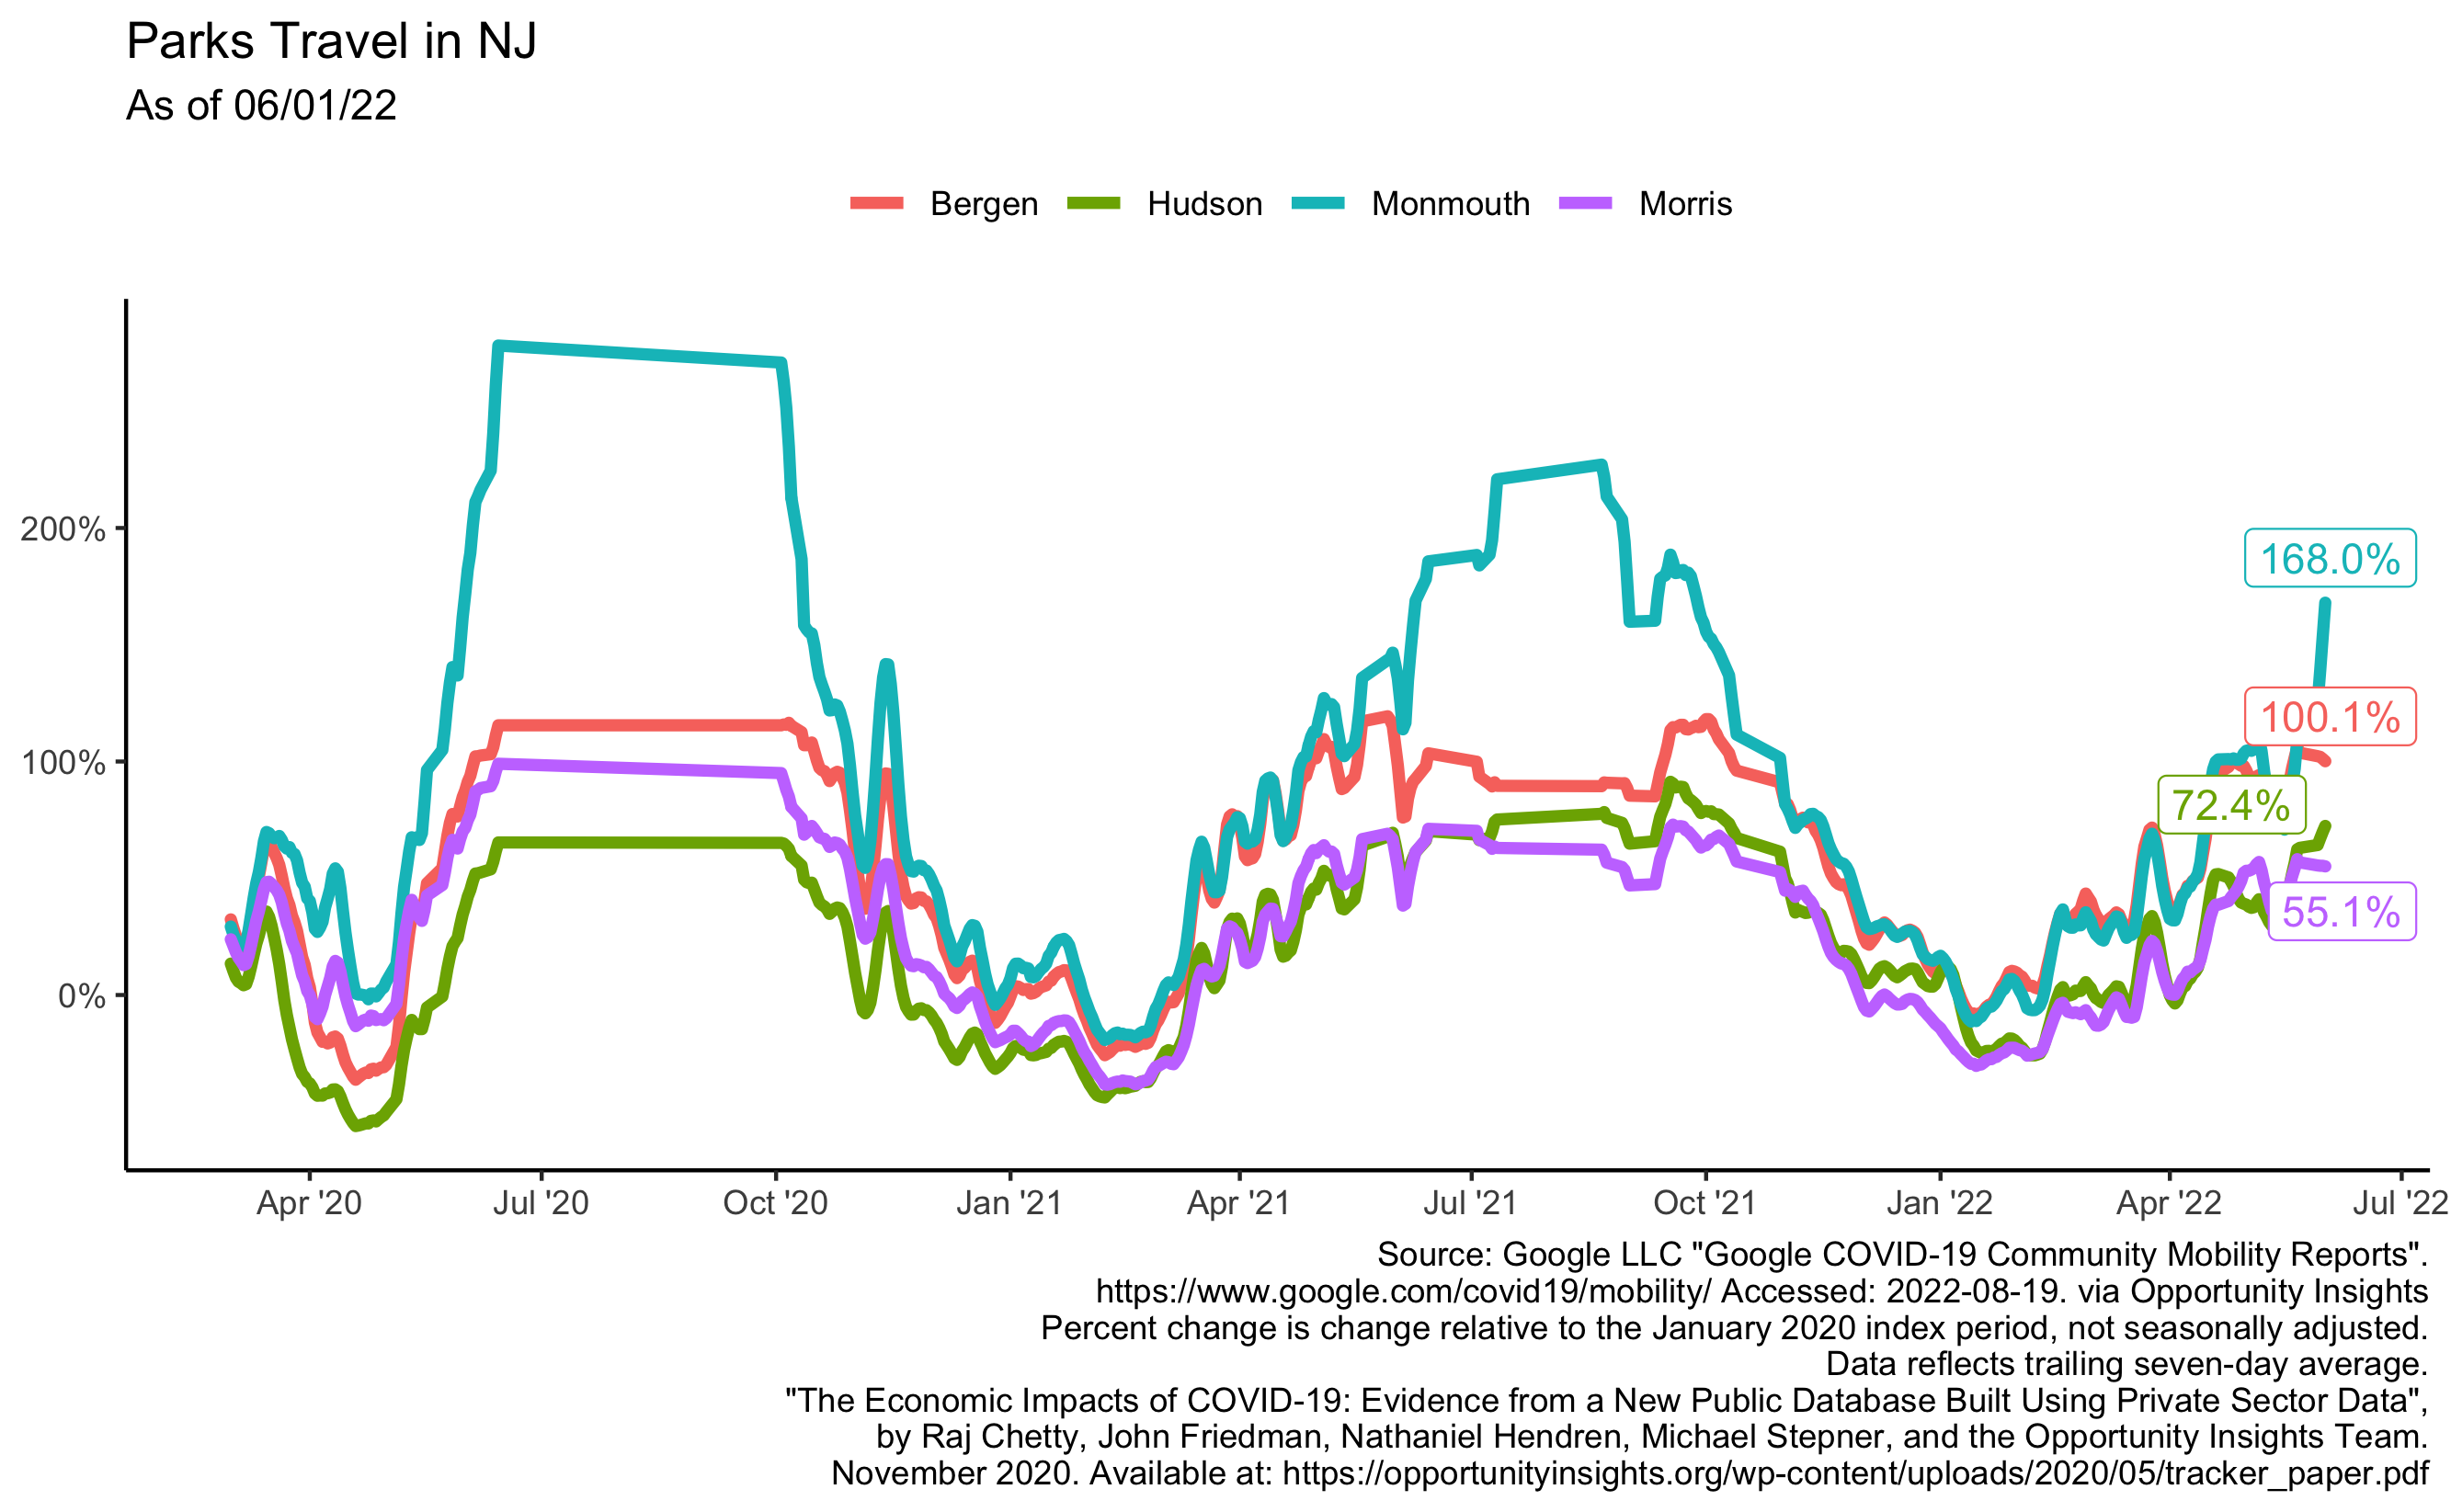 Parks Travel in NJ
As of 06/01/22
Bergen Hudson Monmouth Morris
200%
100%
0%
168.0%
100.1%
72.4%
55.1%
Apr '20 Jul '20 Oct '20 Jan '21 Apr '21 Jul '21 Oct '21 Jan '22 Apr '22 Jul '22
Source: Google LLC "Google COVID-19 Community Mobility Reports".
https://www.google.com/covid19/mobility/ Accessed: 2022-08-19. via Opportunity Insights
Percent change is change relative to the January 2020 index period, not seasonally adjusted.
Data reflects trailing seven-day average.
"The Economic Impacts of COVID-19: Evidence from a New Public Database Built Using Private Sector Data",
by Raj Chetty, John Friedman, Nathaniel Hendren, Michael Stepner, and the Opportunity Insights Team.
November 2020. Available at: https://opportunityinsights.org/wp-content/uploads/2020/05/tracker_paper.pdf